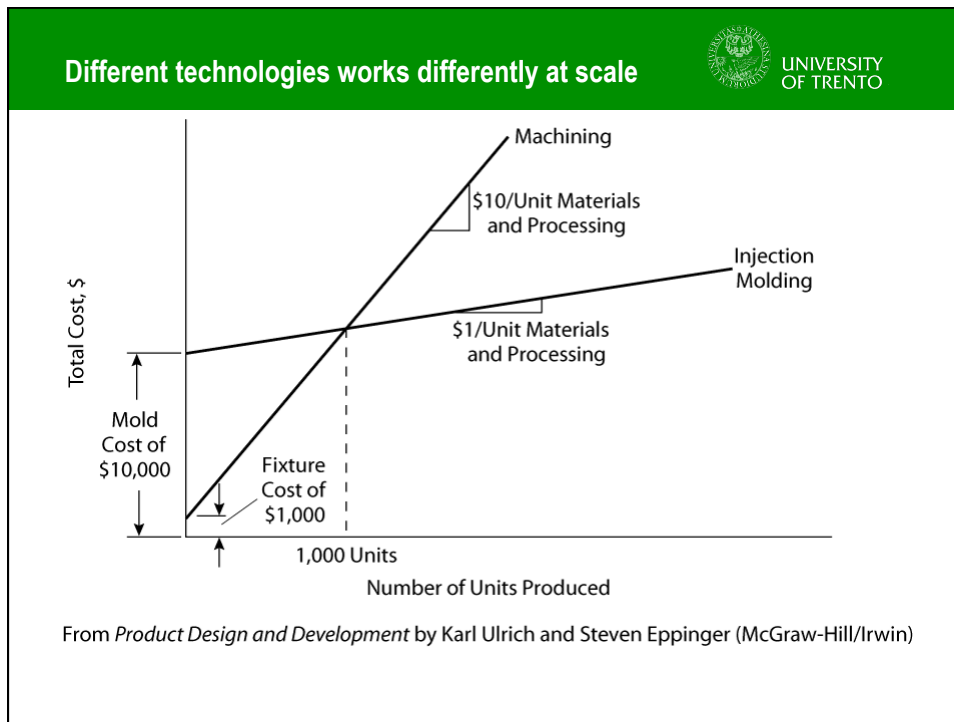 Different technologies works differently at scale
UNIVERSITY
OF TRENTO
Machining
$10/Unit Materials
and Processing
Injection
Molding
$1/Unit Materials
and Processing
Total Cost, $
Mold
Cost of
$10,000
Fixture
Cost of
$1,000
1,000 Units
Number of Units Produced
From Product Design and Development by Karl Ulrich and Steven Eppinger (McGraw-Hill/Irwin)